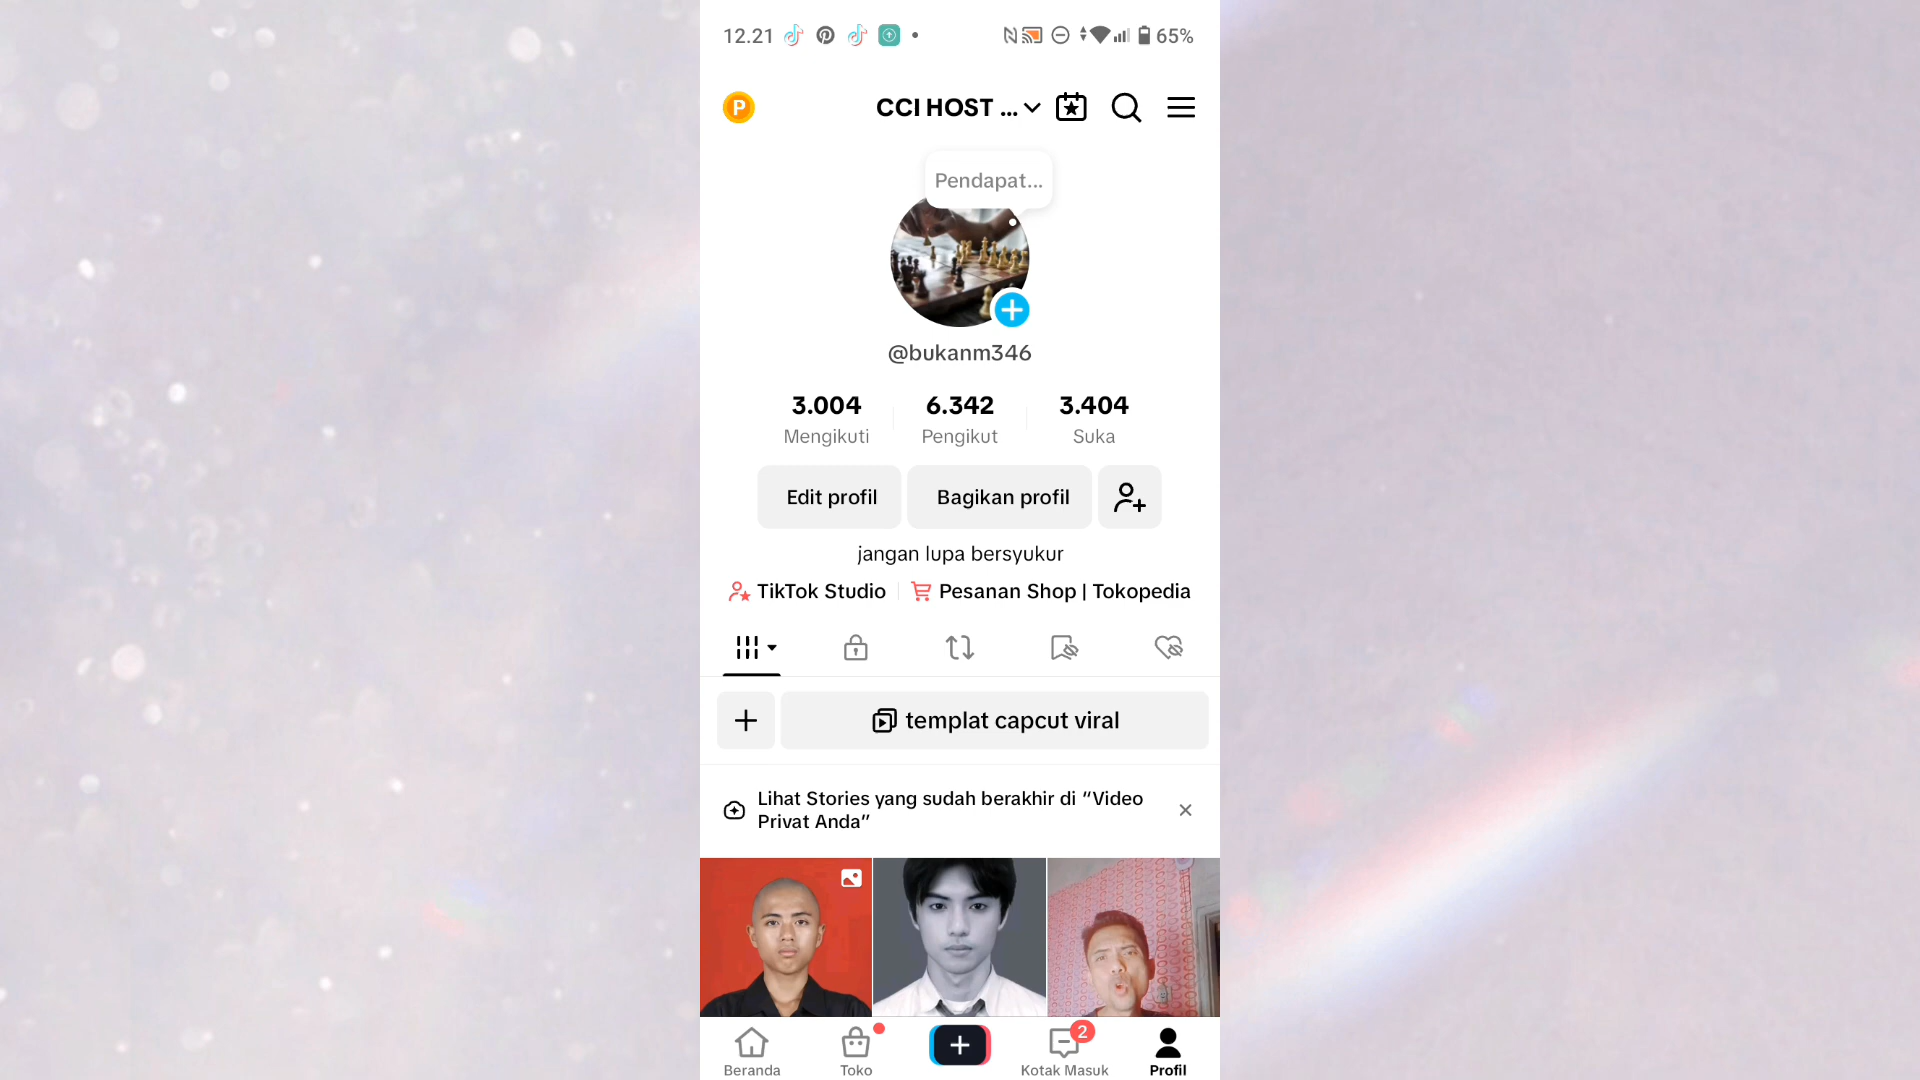 12.21
65%
P
CCI HOST ...
Pendapat...
@bukanm346
3.004 6.342 3.404
Mengikuti Pengikut Suka
Edit profil Bagikan profil
jangan lupa bersyukur
TikTok Studio Pesanan Shop | Tokopedia
templat capcut viral
Lihat Stories yang sudah berakhir di “Video
Privat Anda”
2
Beranda Toko Kotak Masuk Profil